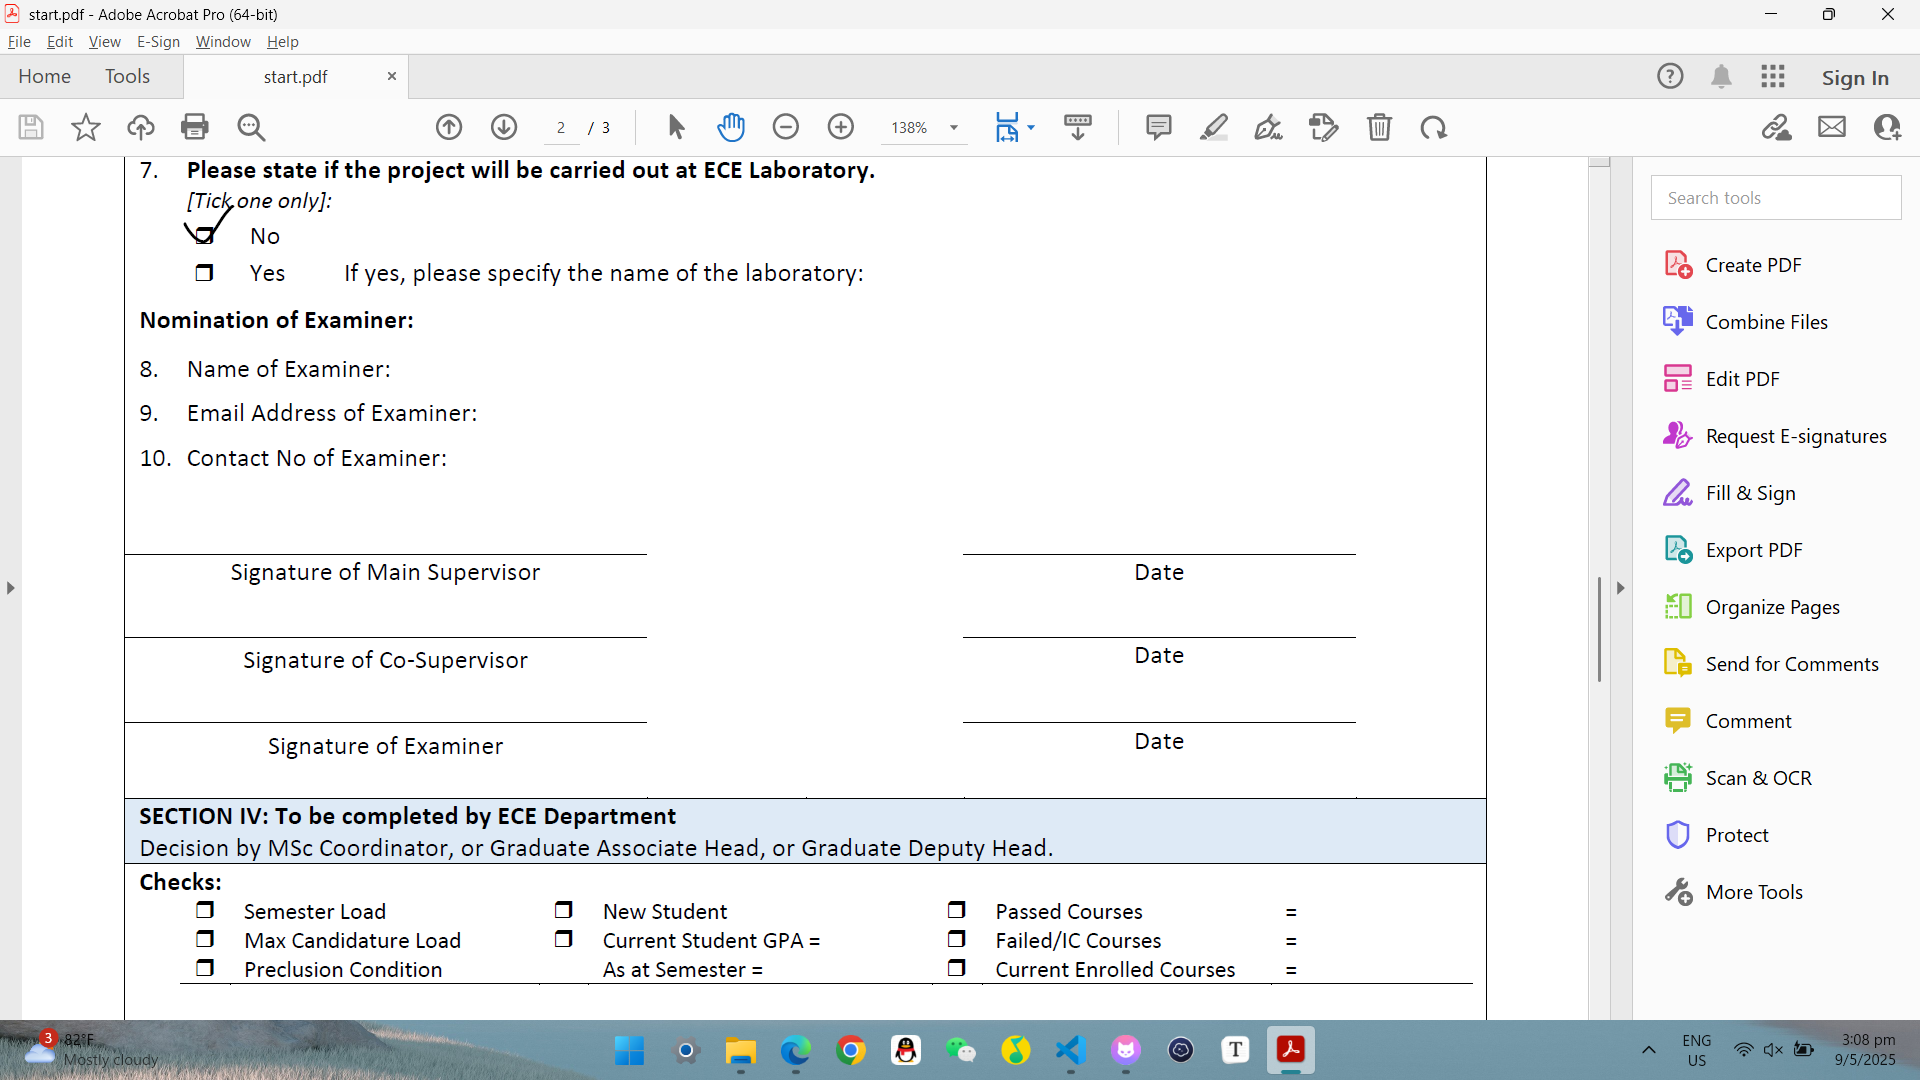 start.pdf - Adobe Acrobat Pro (64-bit)
File Edit View E-Sign Window Help
Home Tools start.pdf Sign In
2 / 3 138%
7. Please state if the project will be carried out at ECE Laboratory.
[Tick one only]:
No
Yes If yes, please specify the name of the laboratory:
Nomination of Examiner:
8. Name of Examiner:
9. Email Address of Examiner:
10. Contact No of Examiner:
Signature of Main Supervisor Date
Signature of Co-Supervisor Date
Signature of Examiner Date
SECTION IV: To be completed by ECE Department
Decision by MSc Coordinator, or Graduate Associate Head, or Graduate Deputy Head.
Checks:
Semester Load New Student Passed Courses =
Max Candidature Load Current Student GPA = Failed/IC Courses =
Preclusion Condition As at Semester = Current Enrolled Courses =
Search tools
Create PDF
Combine Files
Edit PDF
Request E-signatures
Fill & Sign
Export PDF
Organize Pages
Send for Comments
Comment
Scan & OCR
Protect
More Tools
3
82°F
Mostly cloudy
T
ENG
US
3:08 pm
9/5/2025